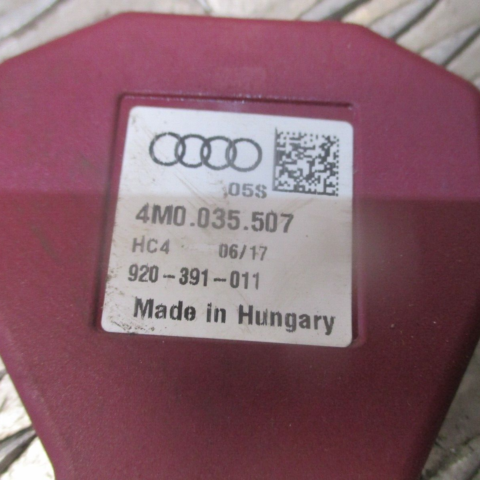 05S
4M0.035.507
HC4 06/17
920-391-011
Made in Hungary